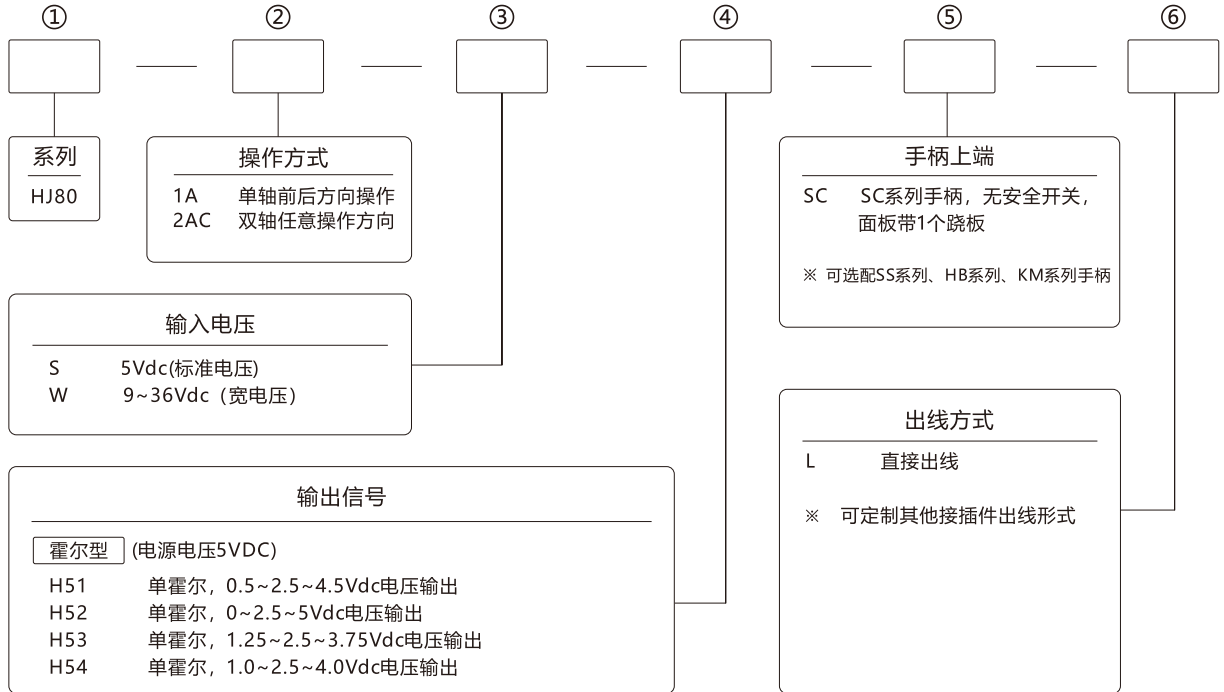 ① ② ③ ④ ⑤ ⑥
系列
HJ80
操作方式
1A 单轴前后方向操作
2AC 双轴任意操作方向
手柄上端
SC SC系列手柄，无安全开关，
面板带1个跷板
※ 可选配SS系列、HB系列、KM系列手柄
输入电压
S 5Vdc(标准电压)
W 9~36Vdc（宽电压）
输出信号
霍尔型 (电源电压5VDC)
H51 单霍尔，0.5~2.5~4.5Vdc电压输出
H52 单霍尔，0~2.5~5Vdc电压输出
H53 单霍尔，1.25~2.5~3.75Vdc电压输出
H54 单霍尔，1.0~2.5~4.0Vdc电压输出
出线方式
L 直接出线
※ 可定制其他接插件出线形式